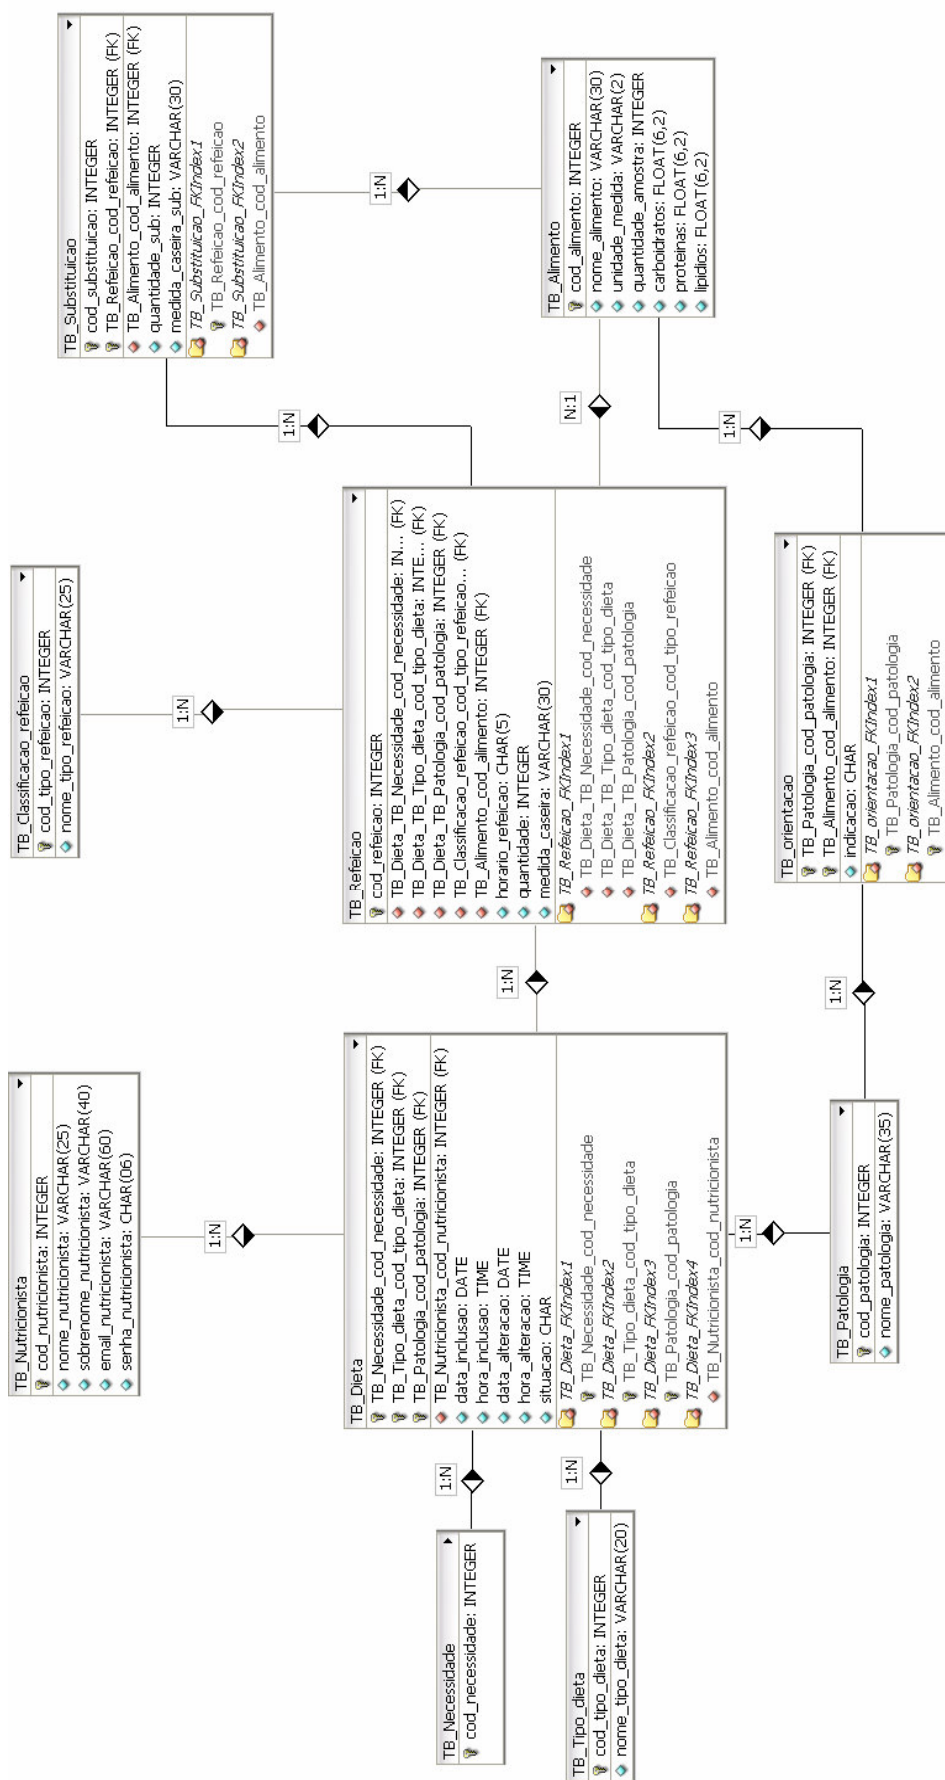 TB_Nutricionista
cod_nutricionista: INTEGER
nome_nutricionista: VARCHAR(25)
sobrenome_nutricionista: VARCHAR(40)
email_nutricionista: VARCHAR(60)
senha_nutricionista: CHAR(06)
TB_Classificacao_refeicao
cod_tipo_refeicao: INTEGER
nome_tipo_refeicao: VARCHAR(25)
TB_Substituicao
cod_substituicao: INTEGER
TB_Refeicao_cod_refeicao: INTEGER (FK)
TB_Alimento_cod_alimento: INTEGER (FK)
quantidade_sub: INTEGER
medida_caseira_sub: VARCHAR(30)
TB_Substituicao_FKIndex1
TB_Refeicao_cod_refeicao
TB_Substituicao_FKIndex2
TB_Alimento_cod_alimento
1:N
1:N
1:N
1:N
TB_Necessidade
cod_necessidade: INTEGER
1:N
TB_Dieta
TB_Necessidade_cod_necessidade: INTEGER (FK)
TB_Tipo_dieta_cod_tipo_dieta: INTEGER (FK)
TB_Patologia_cod_patologia: INTEGER (FK)
TB_Nutricionista_cod_nutricionista: INTEGER (FK)
data_inclusao: DATE
hora_inclusao: TIME
data_alteracao: DATE
hora_alteracao: TIME
situacao: CHAR
TB_Dieta_FKIndex1
TB_Necessidade_cod_necessidade
TB_Dieta_FKIndex2
TB_Tipo_dieta_cod_tipo_dieta
TB_Dieta_FKIndex3
TB_Patologia_cod_patologia
TB_Dieta_FKIndex4
TB_Nutricionista_cod_nutricionista
1:N
TB_Refeicao
cod_refeicao: INTEGER
TB_Dieta_TB_Necessidade_cod_necessidade: IN... (FK)
TB_Dieta_TB_Tipo_dieta_cod_tipo_dieta: INTE... (FK)
TB_Dieta_TB_Patologia_cod_patologia: INTEGER (FK)
TB_Classificacao_refeicao_cod_tipo_refeicao... (FK)
TB_Alimento_cod_alimento: INTEGER (FK)
horario_refeicao: CHAR(5)
quantidade: INTEGER
medida_caseira: VARCHAR(30)
TB_Refeicao_FKIndex1
TB_Dieta_TB_Necessidade_cod_necessidade
TB_Dieta_TB_Tipo_dieta_cod_tipo_dieta
TB_Dieta_TB_Patologia_cod_patologia
TB_Refeicao_FKIndex2
TB_Classificacao_refeicao_cod_tipo_refeicao
TB_Refeicao_FKIndex3
TB_Alimento_cod_alimento
N:1
TB_Alimento
cod_alimento: INTEGER
nome_alimento: VARCHAR(30)
unidade_medida: VARCHAR(2)
quantidade_amostra: INTEGER
carboidratos: FLOAT(6,2)
proteinas: FLOAT(6,2)
lipidios: FLOAT(6,2)
TB_Tipo_dieta
cod_tipo_dieta: INTEGER
nome_tipo_dieta: VARCHAR(20)
1:N
1:N
1:N
TB_Patologia
cod_patologia: INTEGER
nome_patologia: VARCHAR(35)
1:N
TB_orientacao
TB_Patologia_cod_patologia: INTEGER (FK)
TB_Alimento_cod_alimento: INTEGER (FK)
indicacao: CHAR
TB_orientacao_FKIndex1
TB_Patologia_cod_patologia
TB_orientacao_FKIndex2
TB_Alimento_cod_alimento